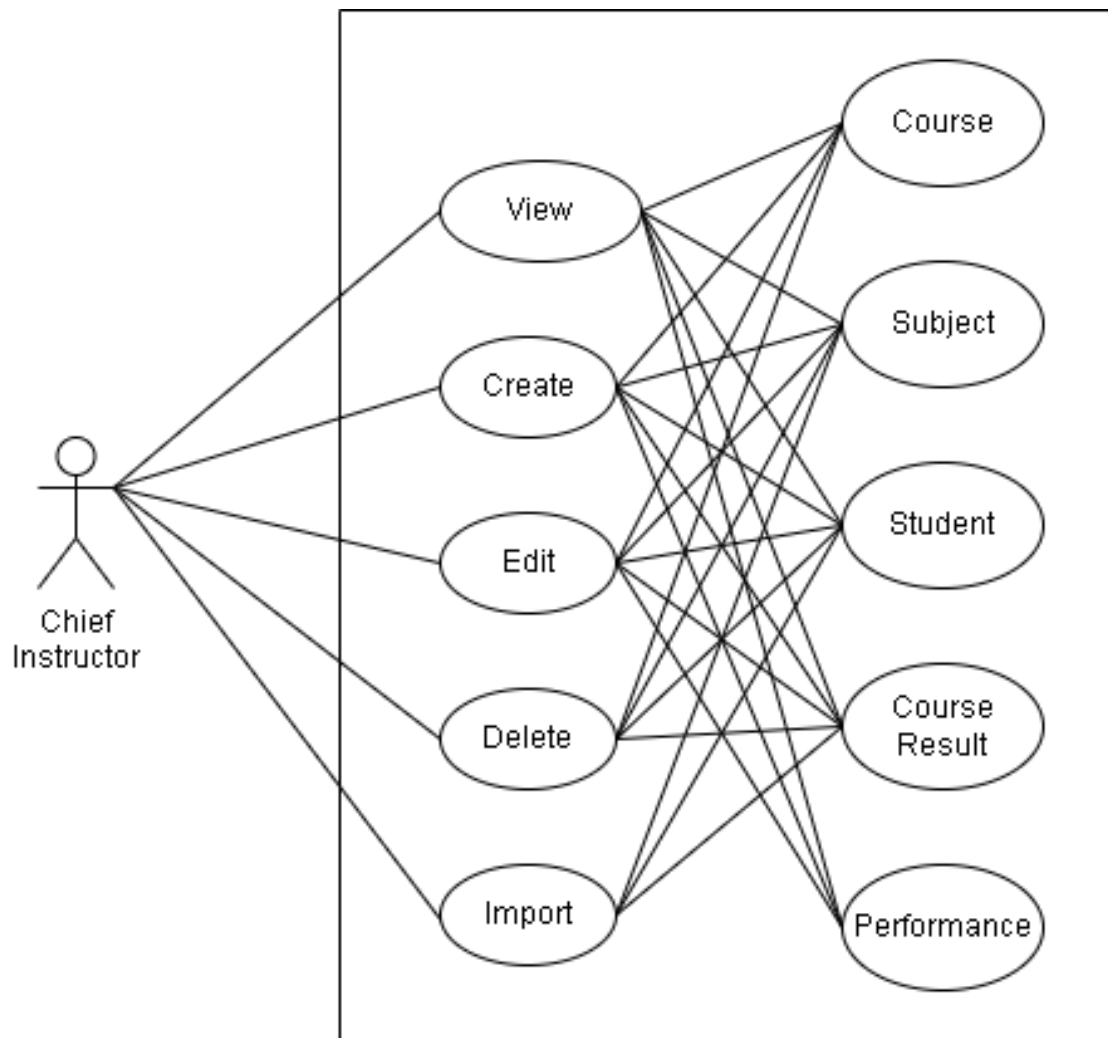 Course
View
Subject
Create
Student
Edit
Chief
Instructor
Course
Result
Delete
Import
Performance